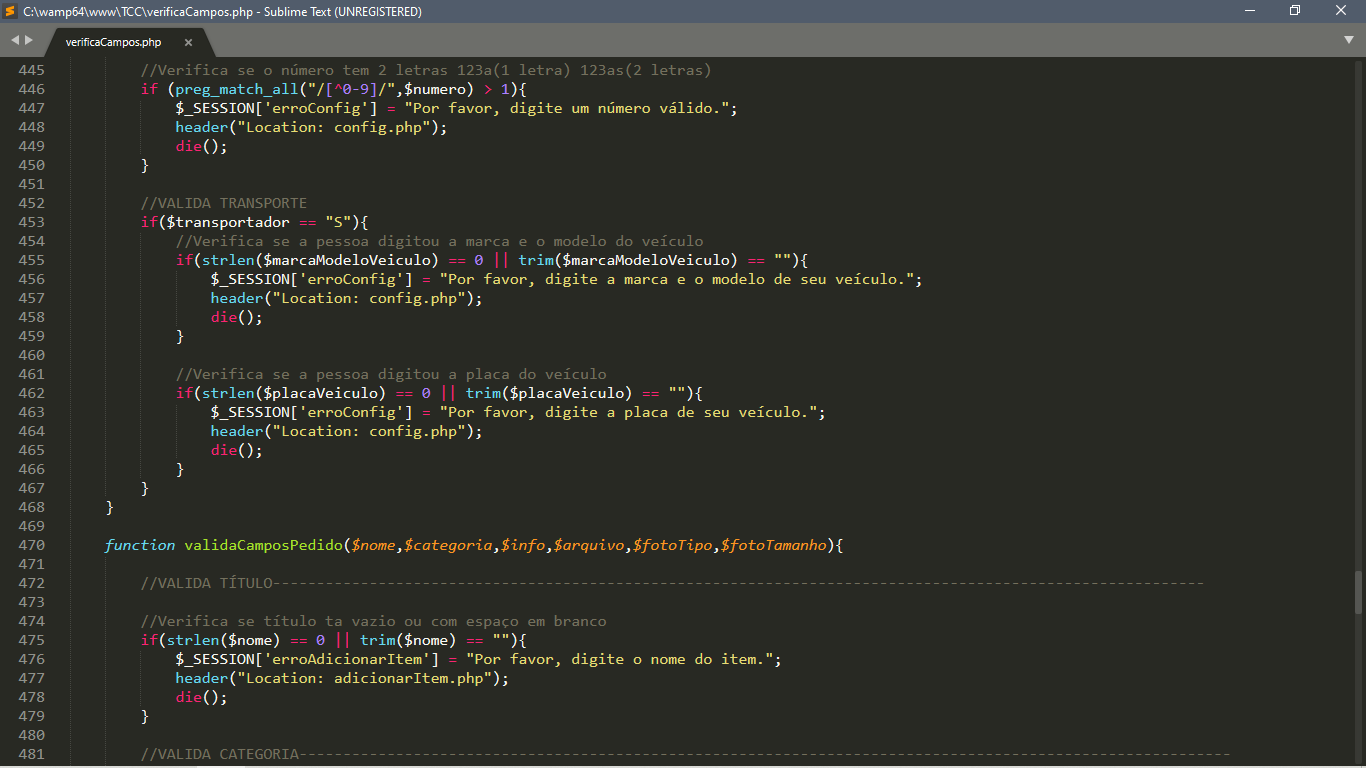 C:\wamp64\www\TCC\verificaCampos.php - Sublime Text (UNREGISTERED)
verificaCampos.php ×
445 //Verifica se o número tem 2 letras 123a(1 letra) 123as(2 letras)
446 if (preg_match_all("/[^0-9]/",$numero) > 1){
447 $_SESSION['erroConfig'] = "Por favor, digite um número válido.";
448 header("Location: config.php");
449 die();
450 }
451
452 //VALIDA TRANSPORTE
453 if($transportador == "S"){
454 //Verifica se a pessoa digitou a marca e o modelo do veículo
455 if(strlen($marcaModeloVeiculo) == 0 || trim($marcaModeloVeiculo) == ""){
456 $_SESSION['erroConfig'] = "Por favor, digite a marca e o modelo de seu veículo.";
457 header("Location: config.php");
458 die();
459 }
460
461 //Verifica se a pessoa digitou a placa do veículo
462 if(strlen($placaVeiculo) == 0 || trim($placaVeiculo) == ""){
463 $_SESSION['erroConfig'] = "Por favor, digite a placa de seu veículo.";
464 header("Location: config.php");
465 die();
466 }
467 }
468 }
469
470 function validaCamposPedido($nome,$categoria,$info,$arquivo,$fotoTipo,$fotoTamanho){
471
472 //VALIDA TÍTULO----------------------------------------------------------------------------------------------------------
473
474 //Verifica se título ta vazio ou com espaço em branco
475 if(strlen($nome) == 0 || trim($nome) == ""){
476 $_SESSION['erroAdicionarItem'] = "Por favor, digite o nome do item.";
477 header("Location: adicionarItem.php");
478 die();
479 }
480
481 //VALIDA CATEGORIA----------------------------------------------------------------------------------------------------------